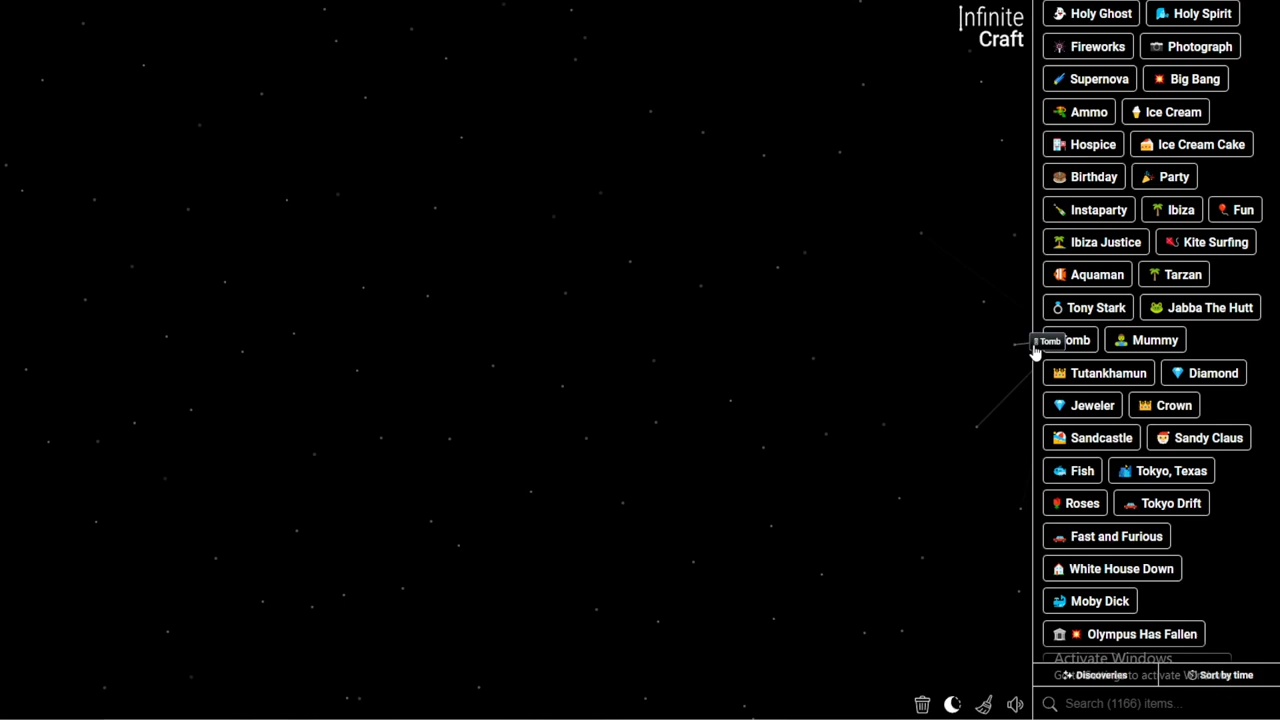 Infinite
Craft
Holy Ghost Holy Spirit
Fireworks Photograph
Supernova Big Bang
Ammo Ice Cream
Hospice Ice Cream Cake
Birthday Party
Instaparty Ibiza Fun
Ibiza Justice Kite Surfing
Aquaman Tarzan
Tony Stark Jabba The Hutt
Tomb omb Mummy
Tutankhamun Diamond
Jeweler Crown
Sandcastle Sandy Claus
Fish Tokyo, Texas
Roses Tokyo Drift
Fast and Furious
White House Down
Moby Dick
Olympus Has Fallen
Activate Windows
Discoveries Sort by time
to activate
Search (1166) items...